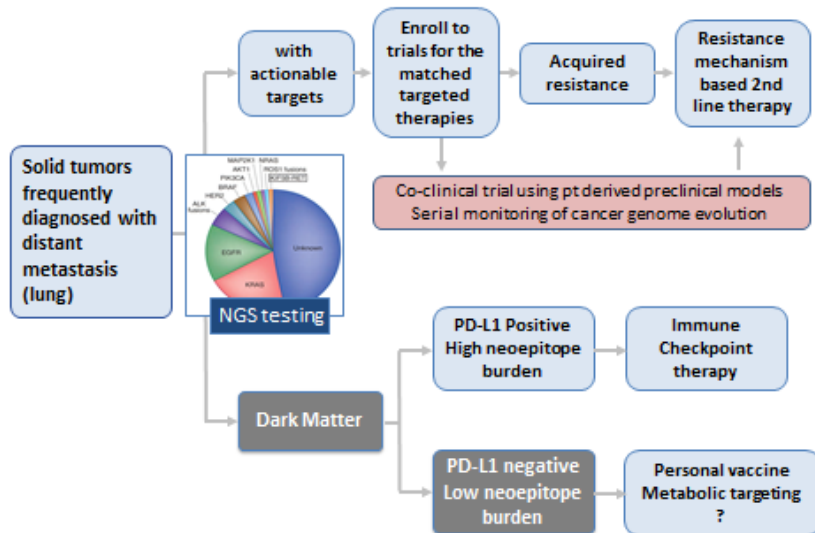 Solid tumors
frequently
diagnosed with
distant
metastasis
(lung)
with
actionable
targets
Enroll to
trials for the
matched
targeted
therapies
Acquired
resistance
Resistance
mechanism
based 2nd
line therapy
Co-clinical trial using pt derived preclinical models
Serial monitoring of cancer genome evolution
MAP2K1
NRAS
AKT1
ROS1 fusions
PIK3CA
KIF5B-RET
BRAF
HER2
ALK
fusions
EGFR
Unknown
KRAS
NGS testing
Dark Matter
PD-L1 Positive
High neoepitope
burden
Immune
Checkpoint
therapy
PD-L1 negative
Low neoepitope
burden
Personal vaccine
Metabolic targeting
?